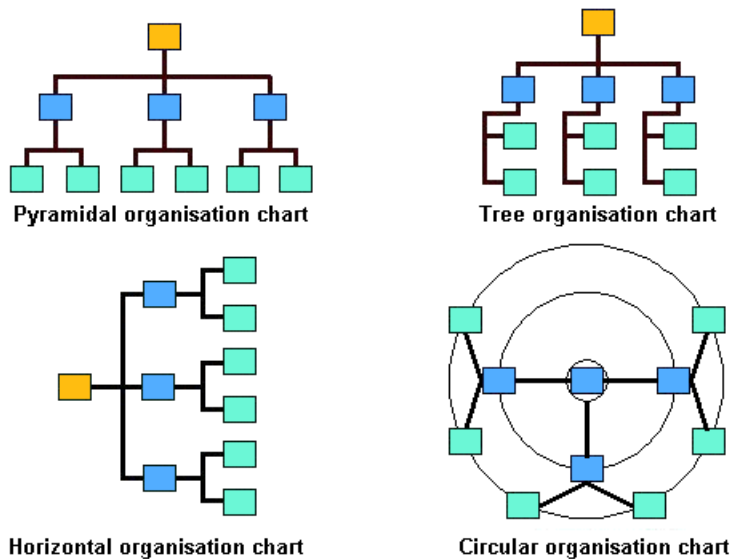 Pyramidal organisation chart
Tree organisation chart
Horizontal organisation chart
Circular organisation chart